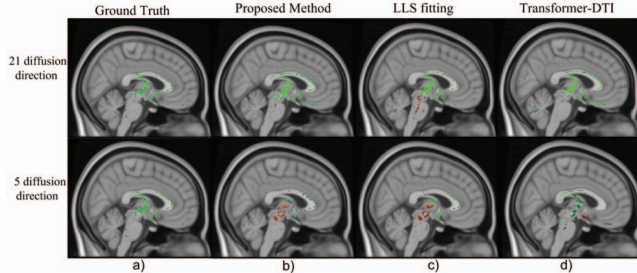 Ground Truth
Proposed Method
LLS fitting
Transformer-DTI
21 diffusion
direction
5 diffusion
direction
a)
b)
c)
d)